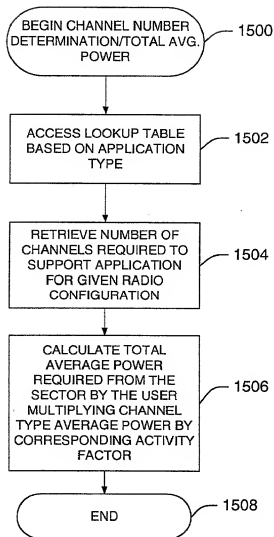 BEGIN CHANNEL NUMBER
DETERMINATION/TOTAL AVG.
POWER
1500
ACCESS LOOKUP TABLE
BASED ON APPLICATION
TYPE
1502
RETRIEVE NUMBER OF
CHANNELS REQUIRED TO
SUPPORT APPLICATION
FOR GIVEN RADIO
CONFIGURATION
1504
CALCULATE TOTAL
AVERAGE POWER
REQUIRED FROM THE
SECTOR BY THE USER
MULTIPLYING CHANNEL
TYPE AVERAGE POWER BY
CORRESPONDING ACTIVITY
FACTOR
1506
END
1508